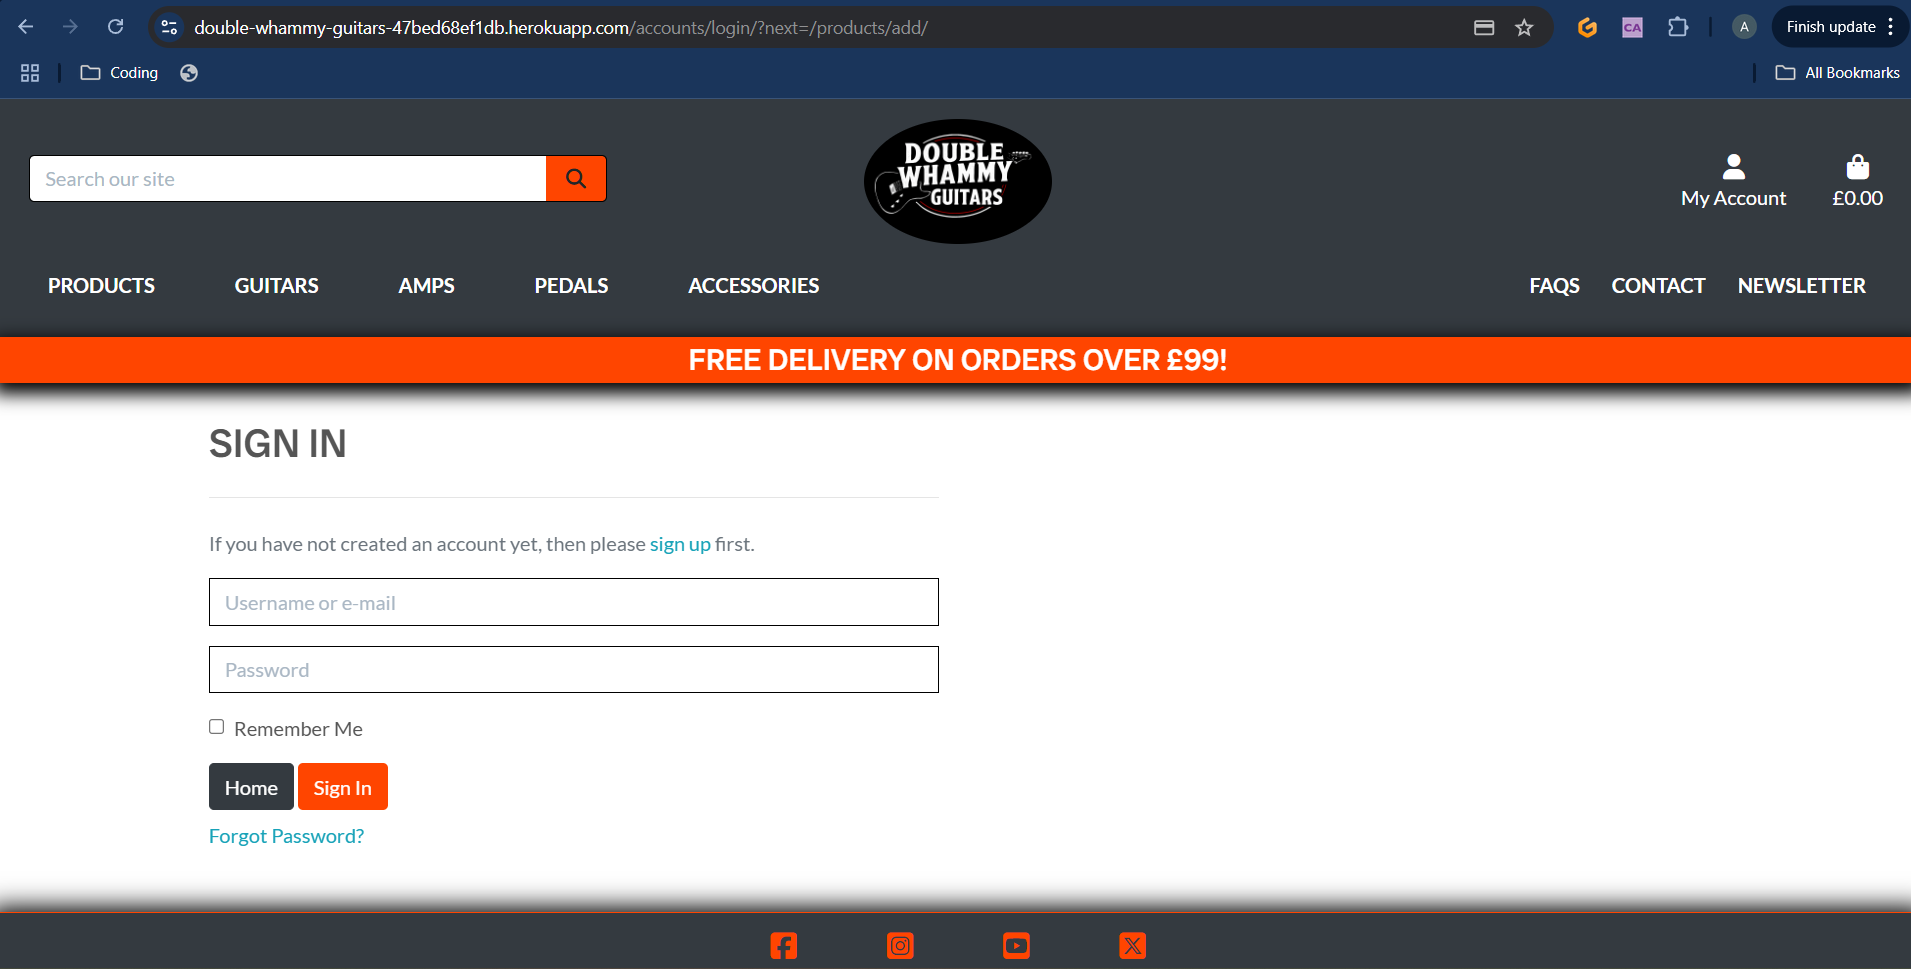 double-whammy-guitars-47bed68ef1db.herokuapp.com/accounts/login/?next=/products/add/
CA
A
Finish update
Coding
All Bookmarks
Search our site
DOUBLE
WHAMMY
GUITARS
My Account
£0.00
PRODUCTS GUITARS AMPS PEDALS ACCESSORIES FAQS CONTACT NEWSLETTER
FREE DELIVERY ON ORDERS OVER £99!
SIGN IN
If you have not created an account yet, then please sign up first.
Username or e-mail
Password
Remember Me
Home Sign In
Forgot Password?